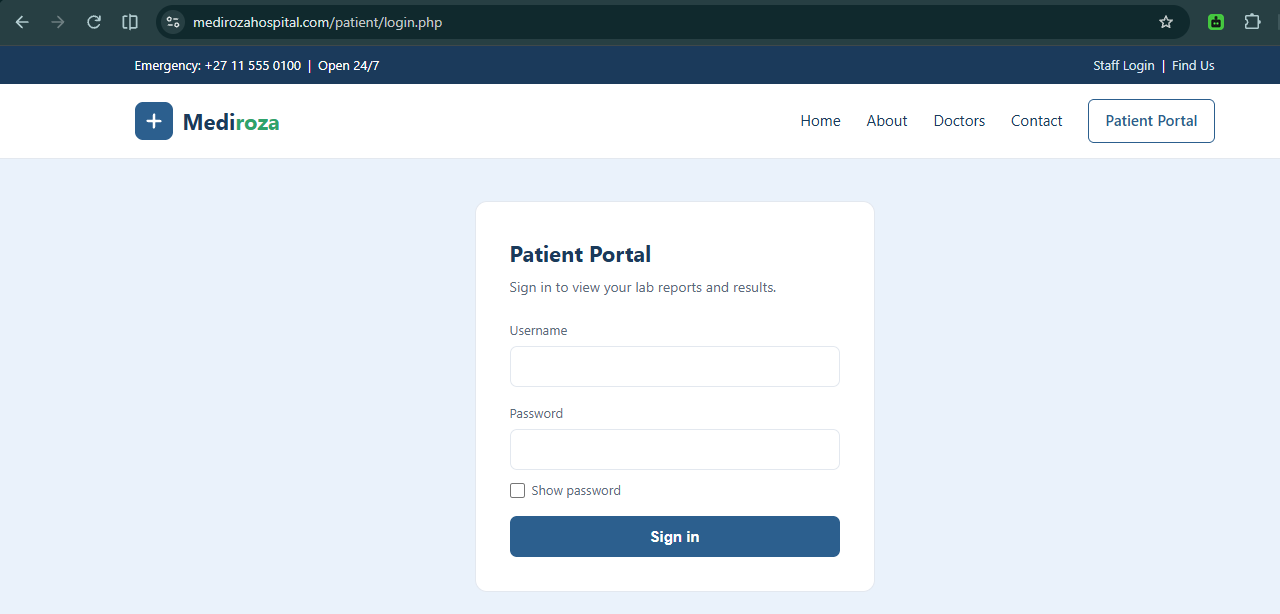 medirozahospital.com/patient/login.php
Emergency: +27 11 555 0100 | Open 24/7
Staff Login | Find Us
Mediroza
Home
About
Doctors
Contact
Patient Portal
Patient Portal
Sign in to view your lab reports and results.
Username
Password
Show password
Sign in